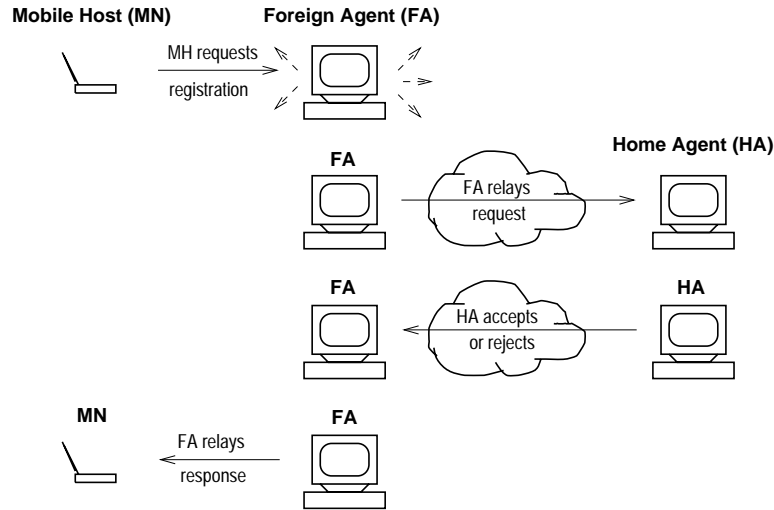 Mobile Host (MN)
Foreign Agent (FA)
MH requests
registration
Home Agent (HA)
FA
FA relays
request
FA
HA
HA accepts
or rejects
MN
FA
FA relays
response